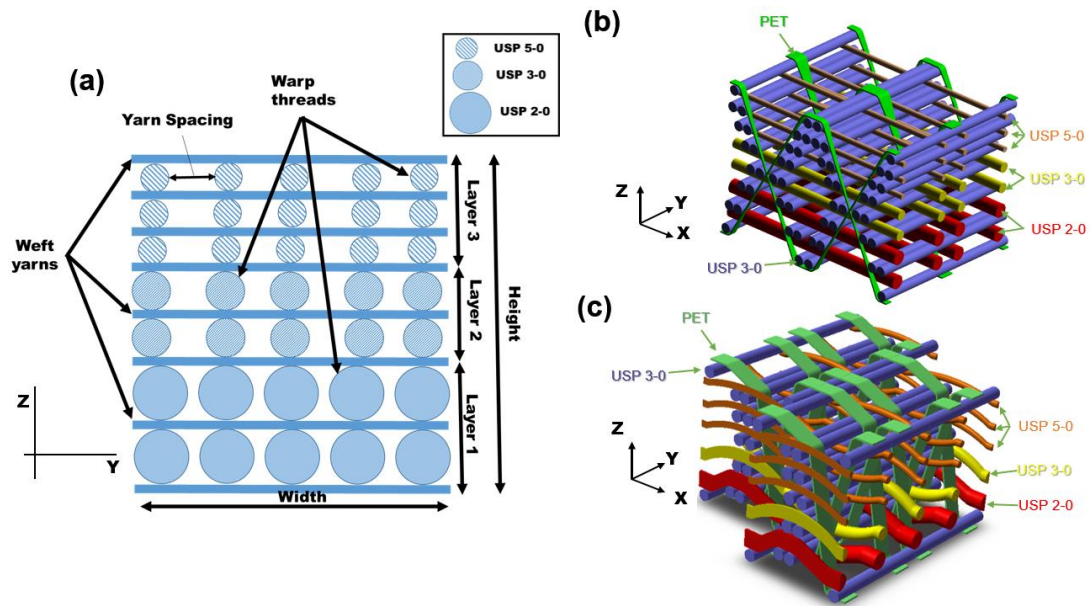 (a)
USP 5-0
USP 3-0
USP 2-0
Warp
threads
Yarn Spacing
Weft
yarns
Layer 3
Layer 2
Layer 1
Height
Width
Z
Y
(b)
PET
USP 5-0
USP 3-0
USP 2-0
USP 3-0
Z
Y
X
(c)
PET
USP 3-0
USP 5-0
USP 3-0
USP 2-0
Z
Y
X